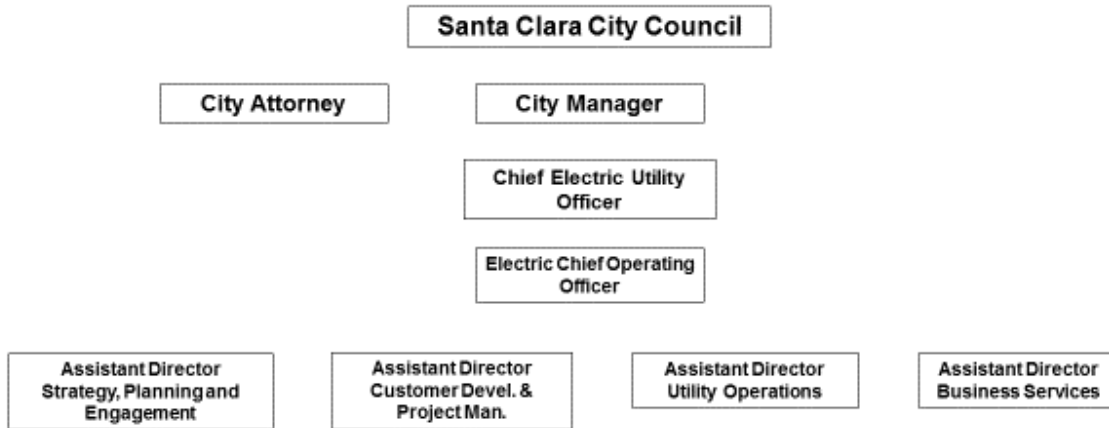 Santa Clara City Council
City Attorney
City Manager
Chief Electric Utility
Officer
Electric Chief Operating
Officer
Assistant Director
Strategy, Planning and
Engagement
Assistant Director
Customer Devel. &
Project Man.
Assistant Director
Utility Operations
Assistant Director
Business Services